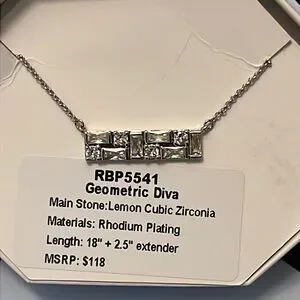 RBP5541
Geometric Diva
Main Stone:Lemon Cubic Zirconia
Materials: Rhodium Plating
Length: 18" + 2.5" extender
MSRP: $118